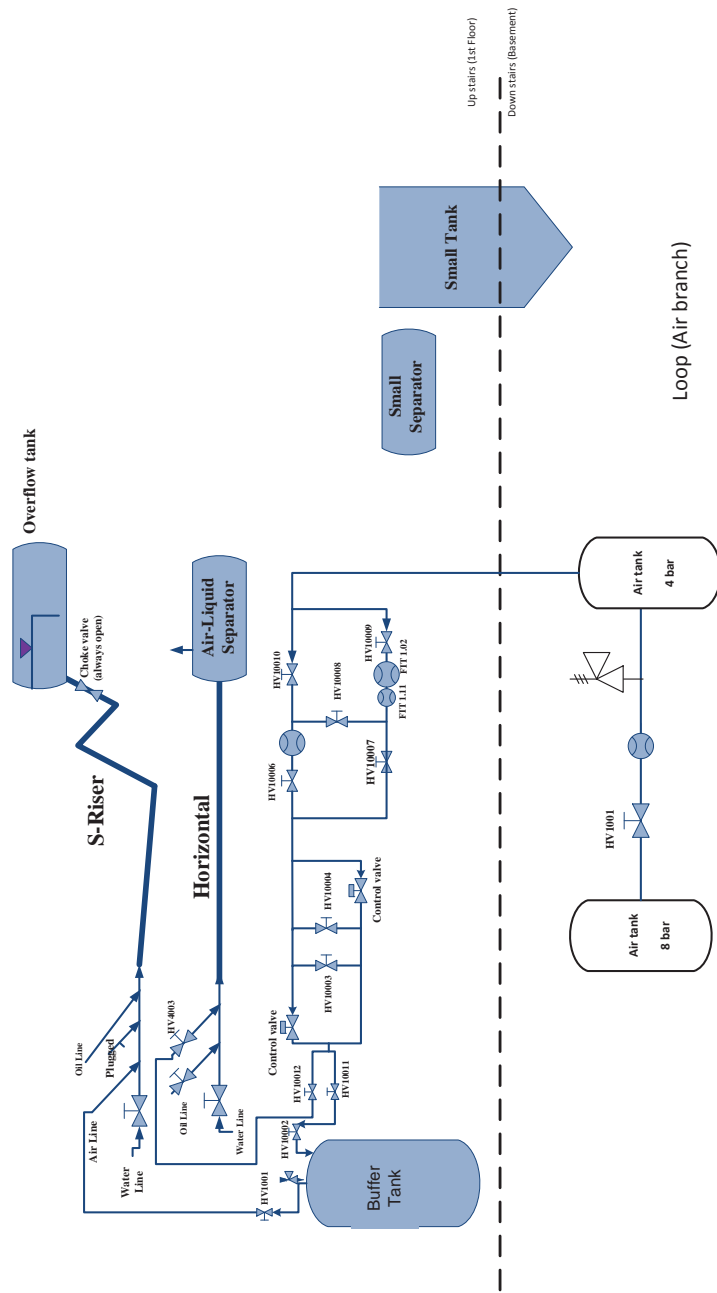 Overflow tank
Choke valve
(always open)
S-Riser
Oil Line
Plugged
Air Line
Water
Line
Air-Liquid
Separator
Horizontal
HV4003
Oil Line
Water Line
HV10010
HV10009
HV10008
FIT 1.02
FIT 1.11
HV10006
HV10007
HV10004
Control valve
HV10003
Control valve
HV10012
HV10011
HV10002
HV1001
Buffer
Tank
Small
Separator
Small Tank
Up stairs (1st Floor)
Down stairs (Basement)
Air tank
8 bar
HV1001
Air tank
4 bar
Loop (Air branch)